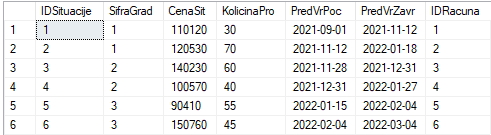 IDSituacije SifraGrad CenaSit KolicinaPro PredVrPoc PredVrZavr IDRacuna
1 1 1 110120 30 2021-09-01 2021-11-12 1
2 2 1 120530 70 2021-11-12 2022-01-18 2
3 3 2 140230 60 2021-11-28 2021-12-31 3
4 4 2 100570 40 2021-12-31 2022-01-27 4
5 5 3 90410 55 2022-01-15 2022-02-04 5
6 6 3 150760 45 2022-02-04 2022-03-04 6